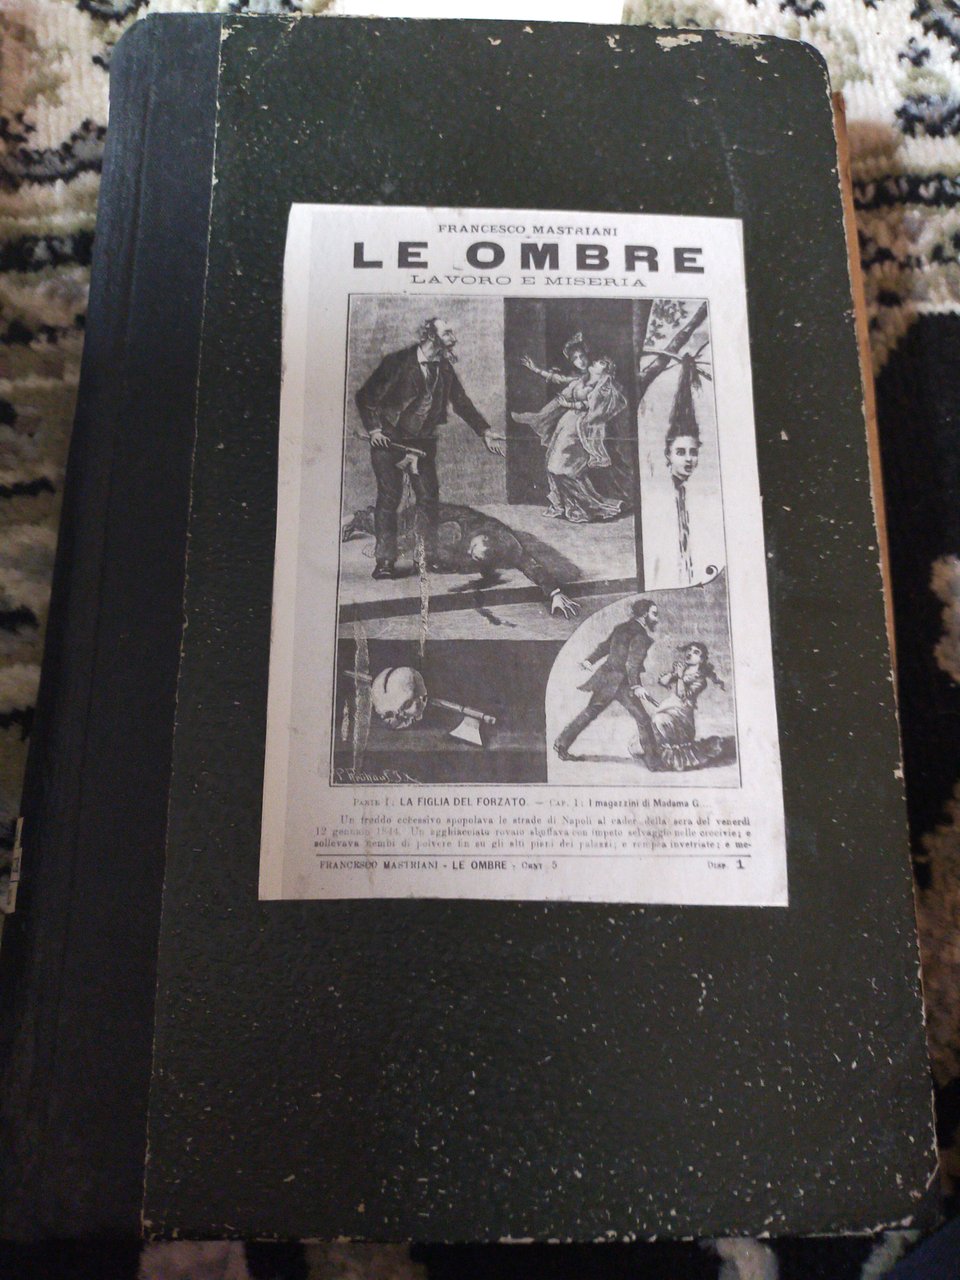 FRANCESCO MASTRIANI
LE OMBRE
LAVORO E MISERIA
PARTE I: LA FIGLIA DEL FORZATO. — CAP. 1: I magazzini di Madama G...
Un freddo eccessivo spopolava le strade di Napoli al cader della sera del venerdì
12 gennaio 1844. Un agghiacciato rovaio sbuffava con impeto selvaggio nelle crocivie; e
sollevava nembi di polvere fin su gli alti piani dei palazzi; e rompea invetriate; e me-
FRANCESCO MASTRIANI - LE OMBRE - CENT. 5
DISP. 1